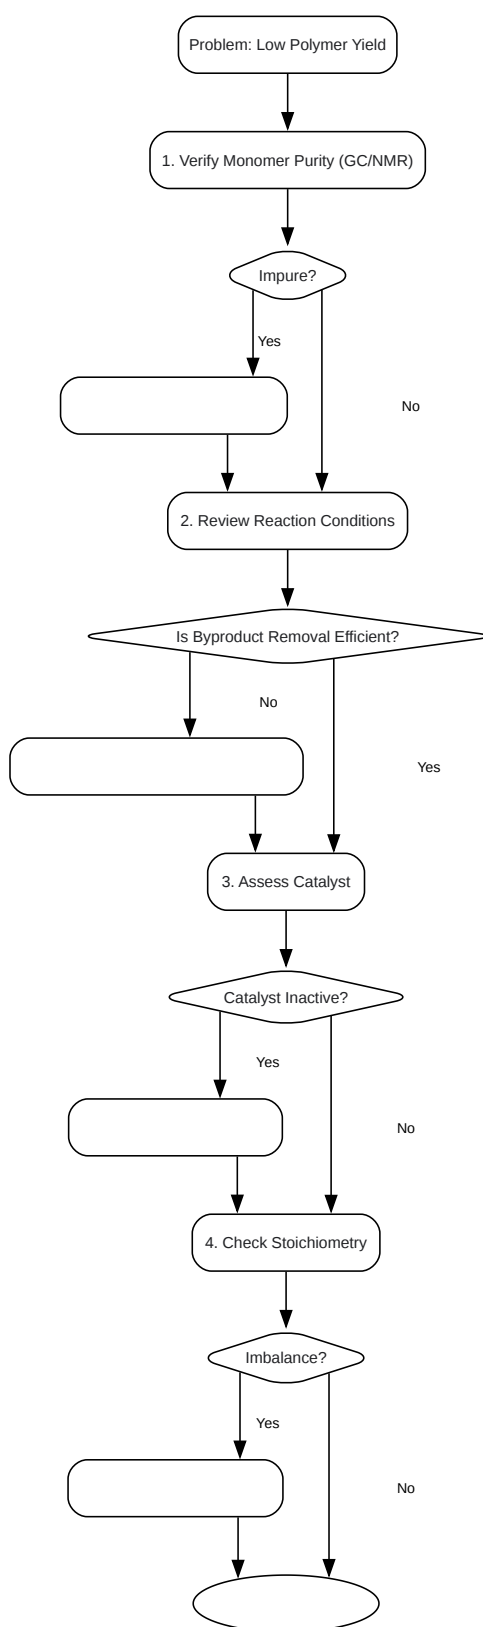 Problem: Low Polymer Yield
1. Verify Monomer Purity (GC/NMR)
Impure?
Yes
No
2. Review Reaction Conditions
Is Byproduct Removal Efficient?
No
Yes
3. Assess Catalyst
Catalyst Inactive?
Yes
No
4. Check Stoichiometry
Imbalance?
Yes
No